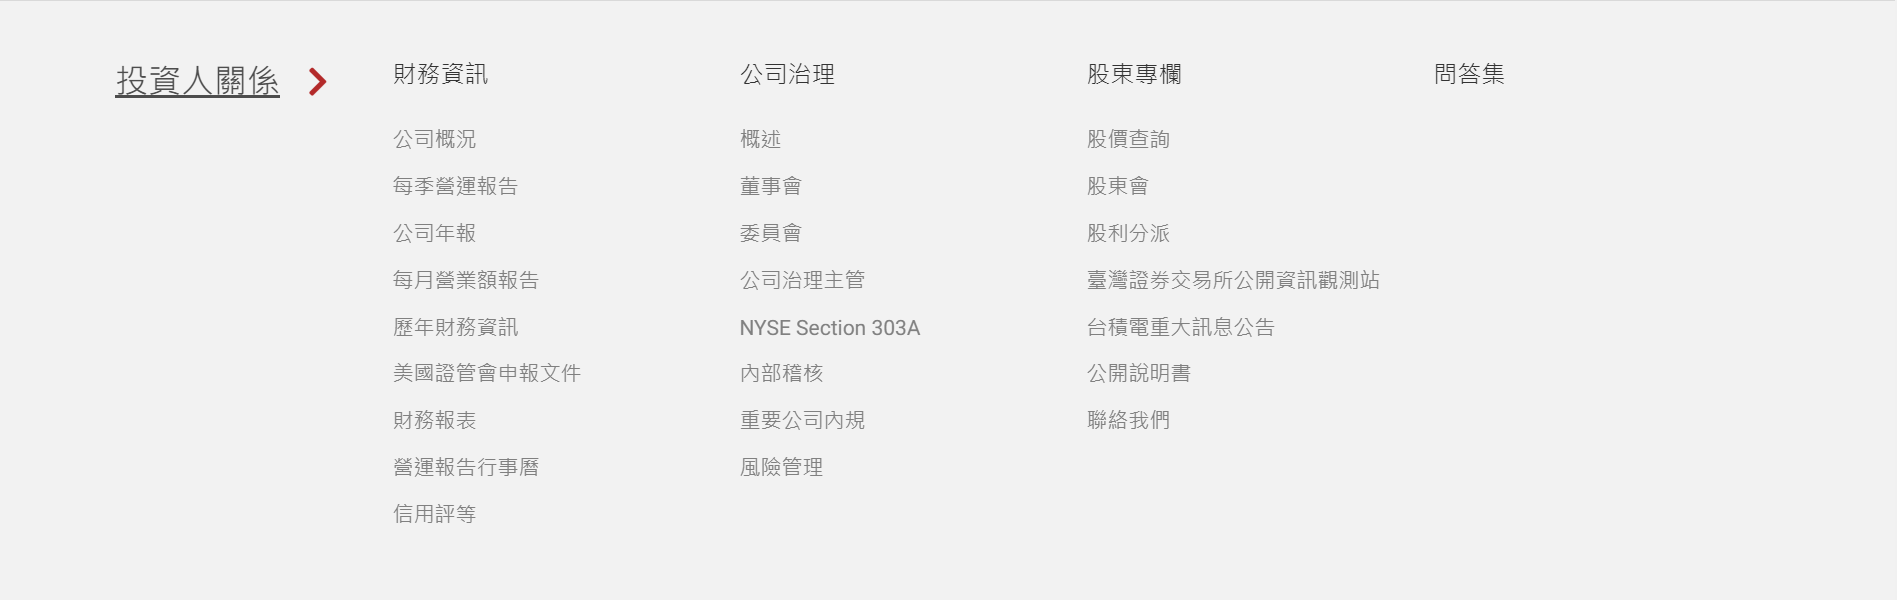 投資人關係
財務資訊
公司概況
每季營運報告
公司年報
每月營業額報告
歷年財務資訊
美國證管會申報文件
財務報表
營運報告行事曆
信用評等
公司治理
概述
董事會
委員會
公司治理主管
NYSE Section 303A
內部稽核
重要公司內規
風險管理
股東專欄
股價查詢
股東會
股利分派
臺灣證券交易所公開資訊觀測站
台積電重大訊息公告
公開說明書
聯絡我們
問答集